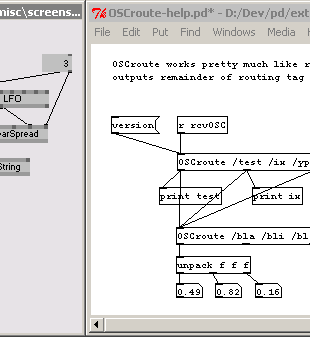 misc\screens
3
LFO
earSpread
String
OSCroute-help.pd* - D:/Dev/pd/ext
File Edit Put Find Windows Media
OSCroute works pretty much like r
outputs remainder of routing tag
version
r rcvOSC
OSCroute /test /ix /yp
print test
print ix
OSCroute /bla /bli /bl
unpack f f f
0.49
0.82
0.16